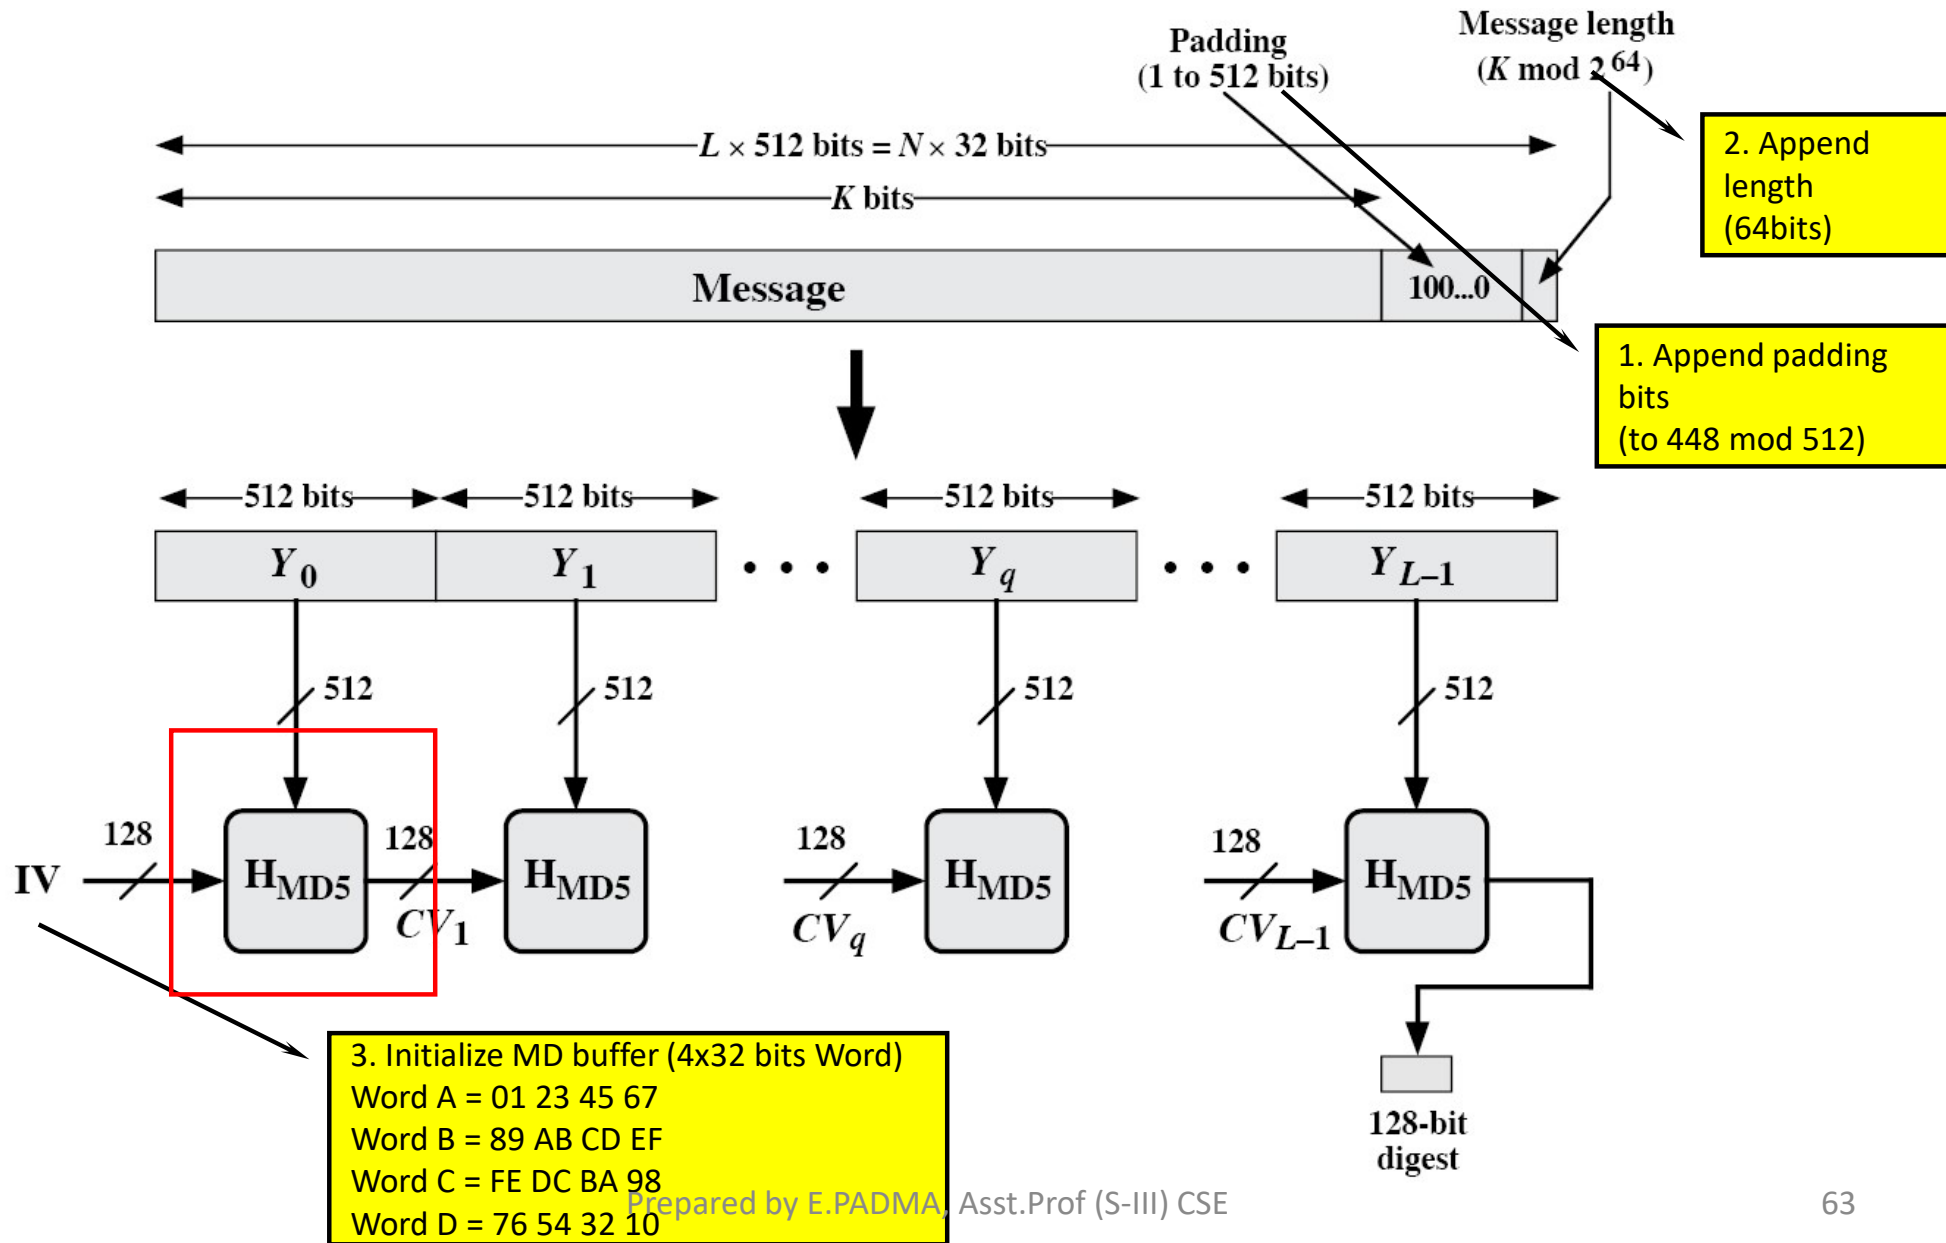 Padding
(1 to 512 bits)
Message length
(K mod 2^64)
2. Append
length
(64bits)
L × 512 bits = N × 32 bits
K bits
Message
100...0
1. Append padding
bits
(to 448 mod 512)
512 bits
512 bits
512 bits
512 bits
Y0
Y1
• • •
Yq
• • •
YL–1
512
512
512
512
IV
128
HMD5
128
CV1
HMD5
128
CVq
HMD5
128
CVL–1
HMD5
3. Initialize MD buffer (4x32 bits Word)
Word A = 01 23 45 67
Word B = 89 AB CD EF
Word C = FE DC BA 98
Word D = 76 54 32 10
128-bit
digest
Prepared by E.PADMA, Asst.Prof (S-III) CSE
63